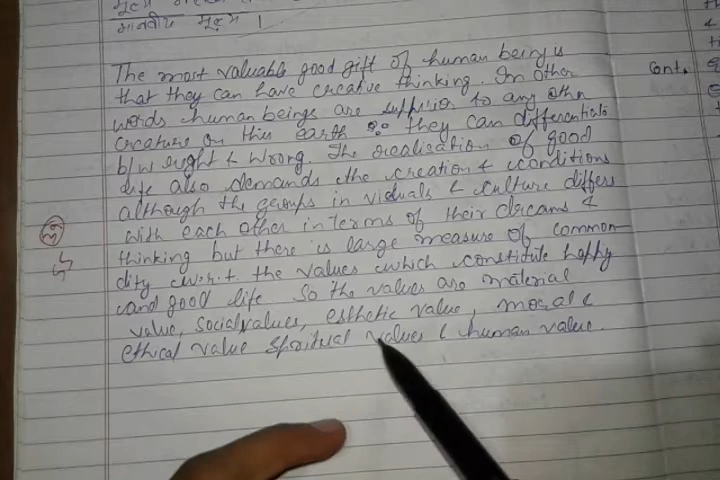 मानवीय मूल्य ।
The most valuable good gift of human being is
that they can have creative thinking. In other
Cont.
words human beings are suppirior to any other
creature on this earth ∵ they can differentiate
b/w rught & wrong. The realisation of good
life also demands the creation & conditions
although the groups in viduals & culture differs
with each other in terms of their dreams &
thinking but there is large measure of common
dity w.r.t the values which constitute happy
and good life so the values are material
value, social values, esthetic value, moral &
ethical value spritual values & human value.